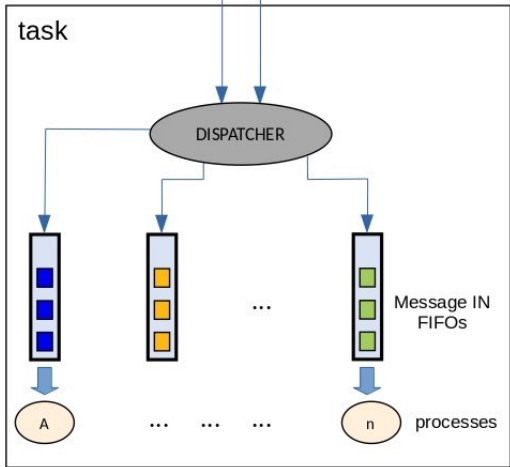 task
DISPATCHER
...
Message IN
FIFOs
A
... ... ...
n
processes